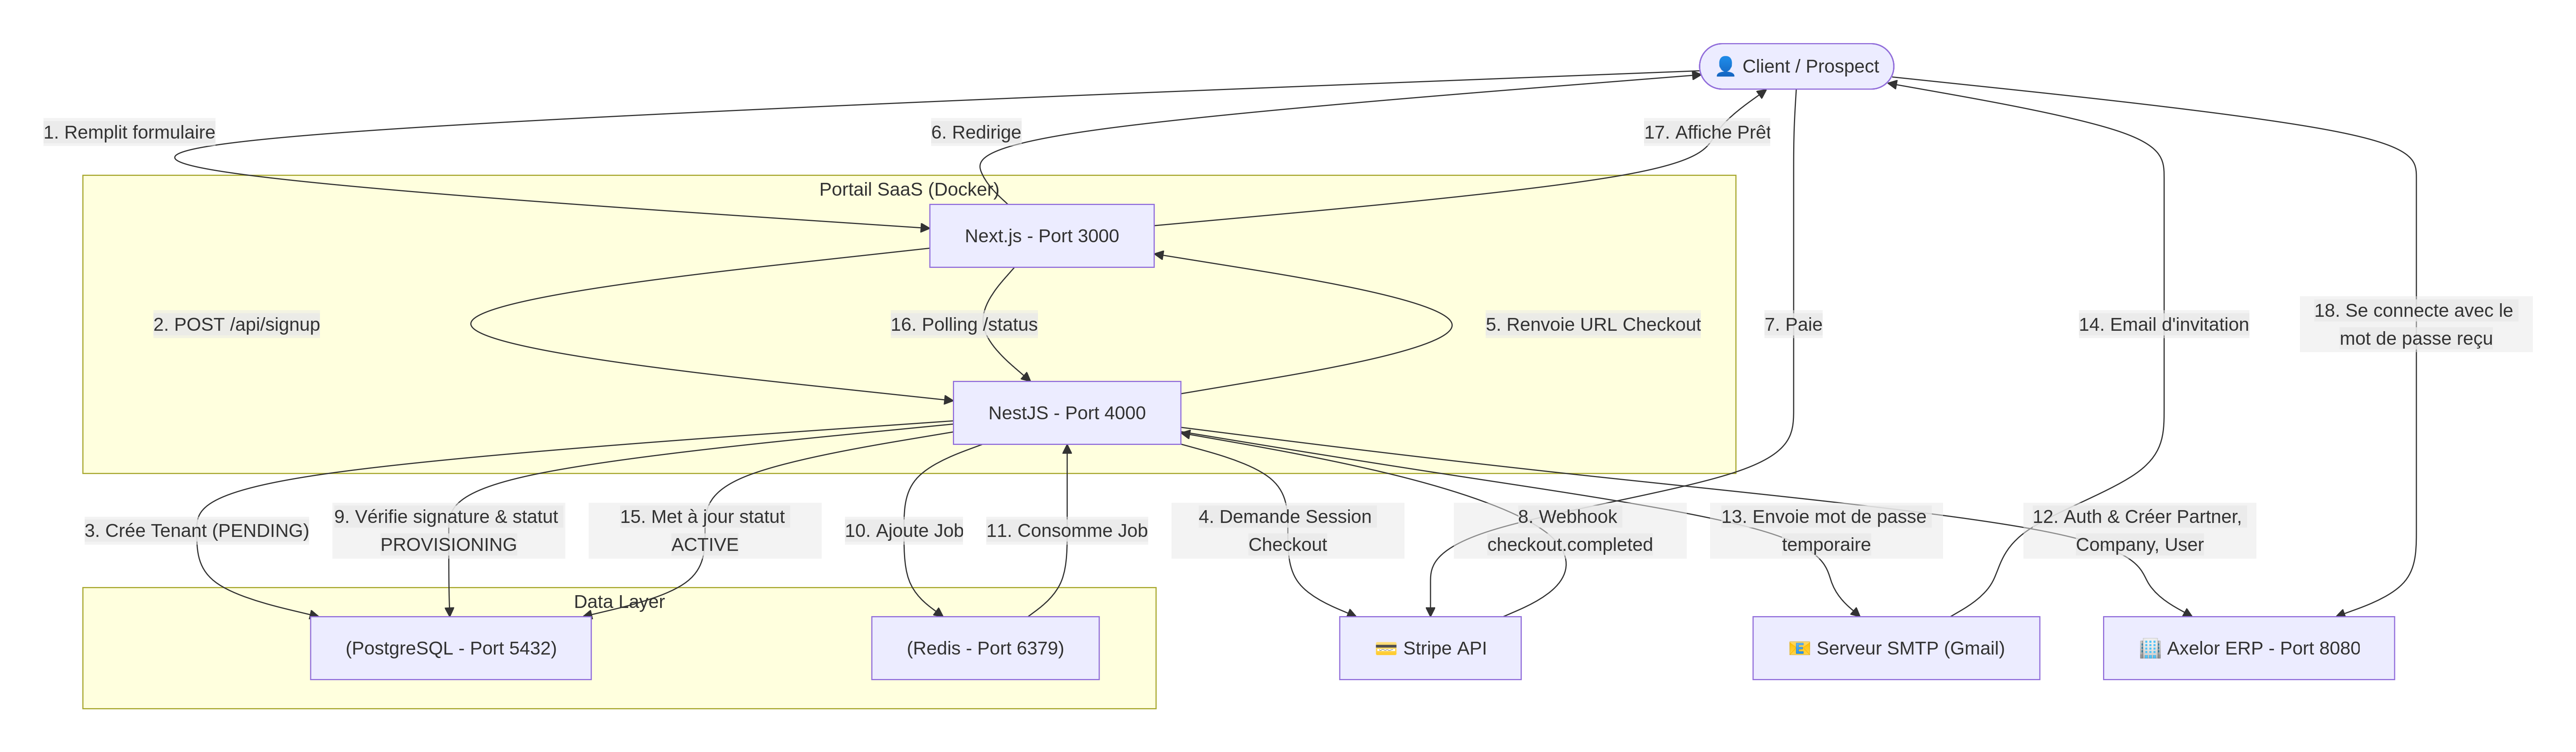 👤 Client / Prospect
1. Remplit formulaire
6. Redirige
17. Affiche Prêt
Portail SaaS (Docker)
Next.js - Port 3000
2. POST /api/signup
16. Polling /status
5. Renvoie URL Checkout
7. Paie
14. Email d'invitation
18. Se connecte avec le
mot de passe reçu
NestJS - Port 4000
3. Crée Tenant (PENDING)
9. Vérifie signature & statut
PROVISIONING
15. Met à jour statut
ACTIVE
10. Ajoute Job
11. Consomme Job
4. Demande Session
Checkout
8. Webhook
checkout.completed
13. Envoie mot de passe
temporaire
12. Auth & Créer Partner,
Company, User
Data Layer
(PostgreSQL - Port 5432)
(Redis - Port 6379)
💳 Stripe API
📧 Serveur SMTP (Gmail)
🏢 Axelor ERP - Port 8080